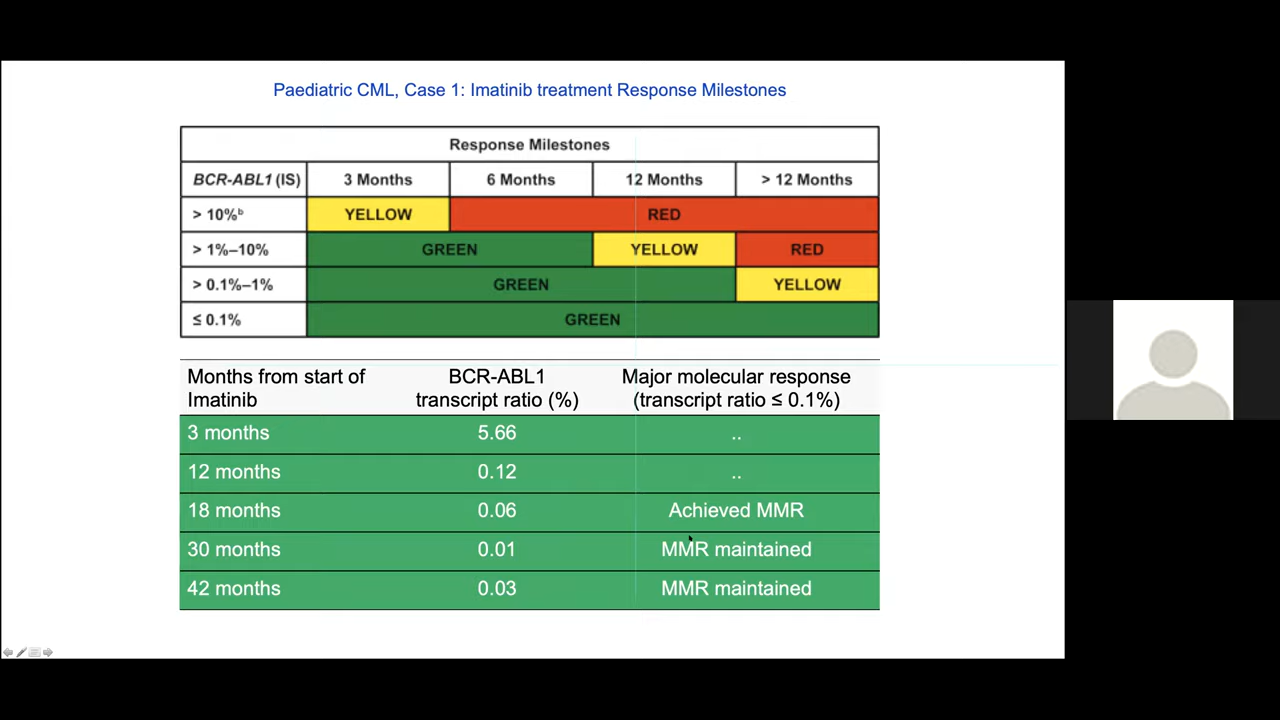 Paediatric CML, Case 1: Imatinib treatment Response Milestones
Response Milestones
BCR-ABL1 (IS) 3 Months 6 Months 12 Months > 12 Months
> 10%ᵇ YELLOW RED
> 1%–10% GREEN YELLOW RED
> 0.1%–1% GREEN YELLOW
≤ 0.1% GREEN
Months from start of Imatinib BCR-ABL1 transcript ratio (%) Major molecular response (transcript ratio ≤ 0.1%)
3 months 5.66 ..
12 months 0.12 ..
18 months 0.06 Achieved MMR
30 months 0.01 MMR maintained
42 months 0.03 MMR maintained